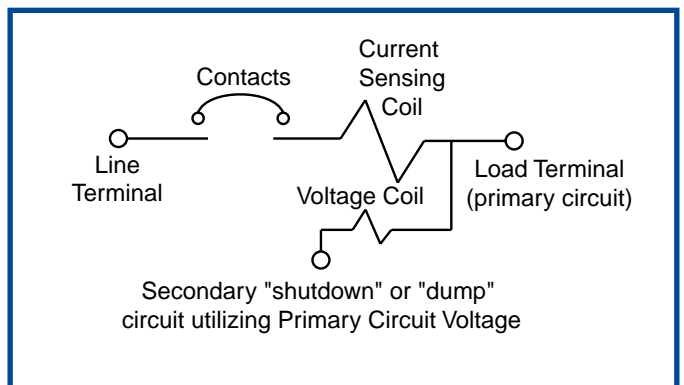 Current
Sensing
Coil
Contacts
Line
Terminal
Load Terminal
(primary circuit)
Voltage Coil
Secondary "shutdown" or "dump"
circuit utilizing Primary Circuit Voltage